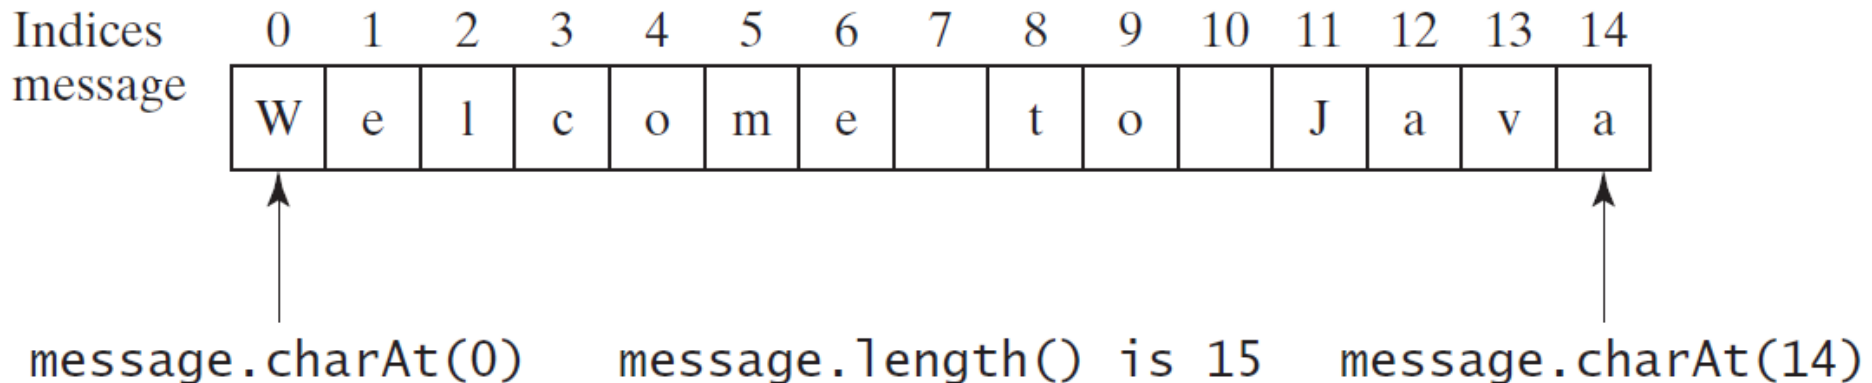 Indices 0 1 2 3 4 5 6 7 8 9 10 11 12 13 14
message W e l c o m e t o J a v a
message.charAt(0) message.length() is 15 message.charAt(14)